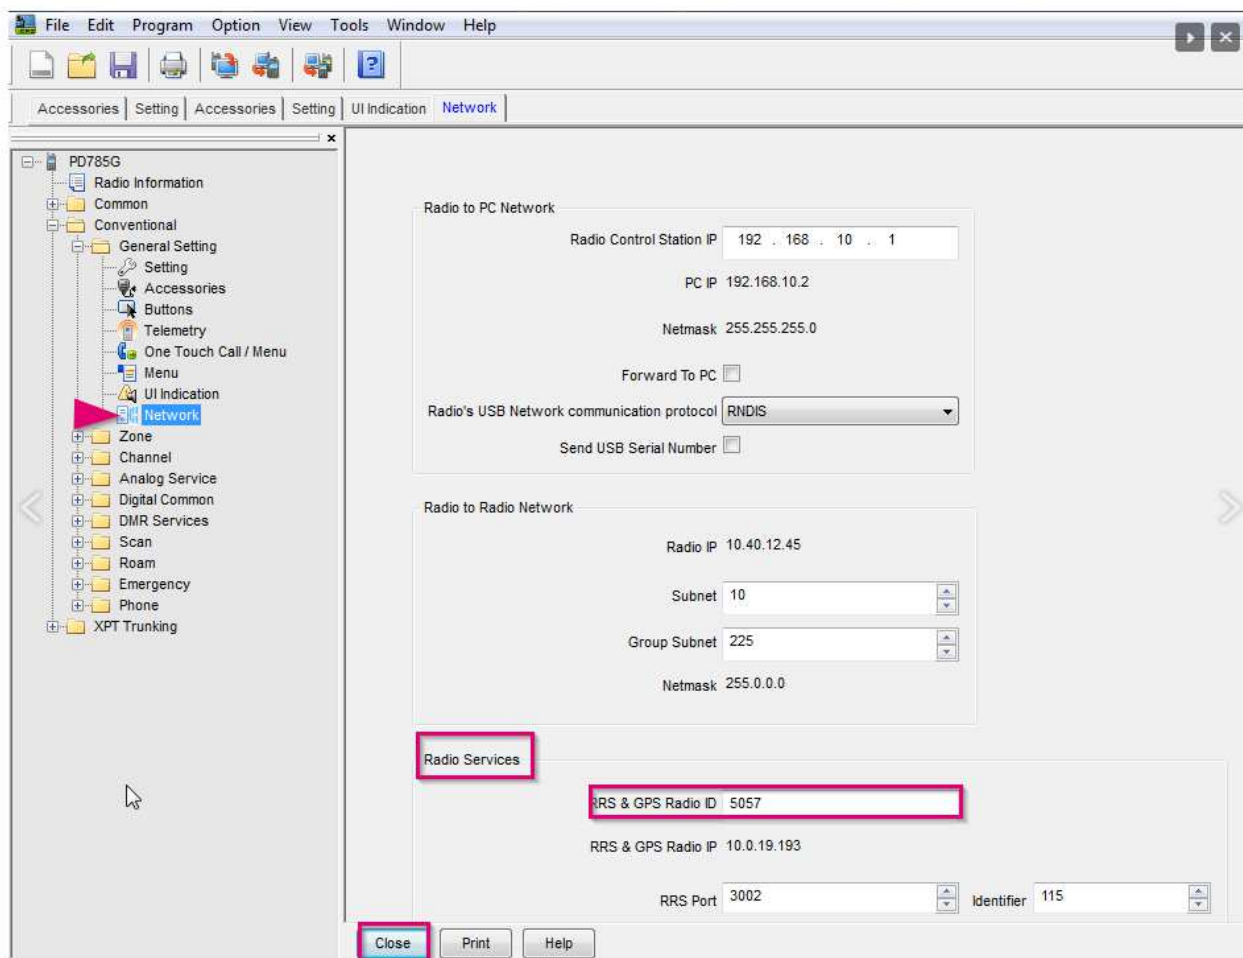 File Edit Program Option View Tools Window Help
Accessories Setting Accessories Setting UI Indication Network
PD785G
Radio Information
Common
Conventional
General Setting
Setting
Accessories
Buttons
Telemetry
One Touch Call / Menu
Menu
UI Indication
Network
Zone
Channel
Analog Service
Digital Common
DMR Services
Scan
Roam
Emergency
Phone
XPT Trunking
Radio to PC Network
Radio Control Station IP 192 . 168 . 10 . 1
PC IP 192.168.10.2
Netmask 255.255.255.0
Forward To PC
Radio's USB Network communication protocol RNDIS
Send USB Serial Number
Radio to Radio Network
Radio IP 10.40.12.45
Subnet 10
Group Subnet 225
Netmask 255.0.0.0
Radio Services
RRS & GPS Radio ID 5057
RRS & GPS Radio IP 10.0.19.193
RRS Port 3002 Identifier 115
Close Print Help